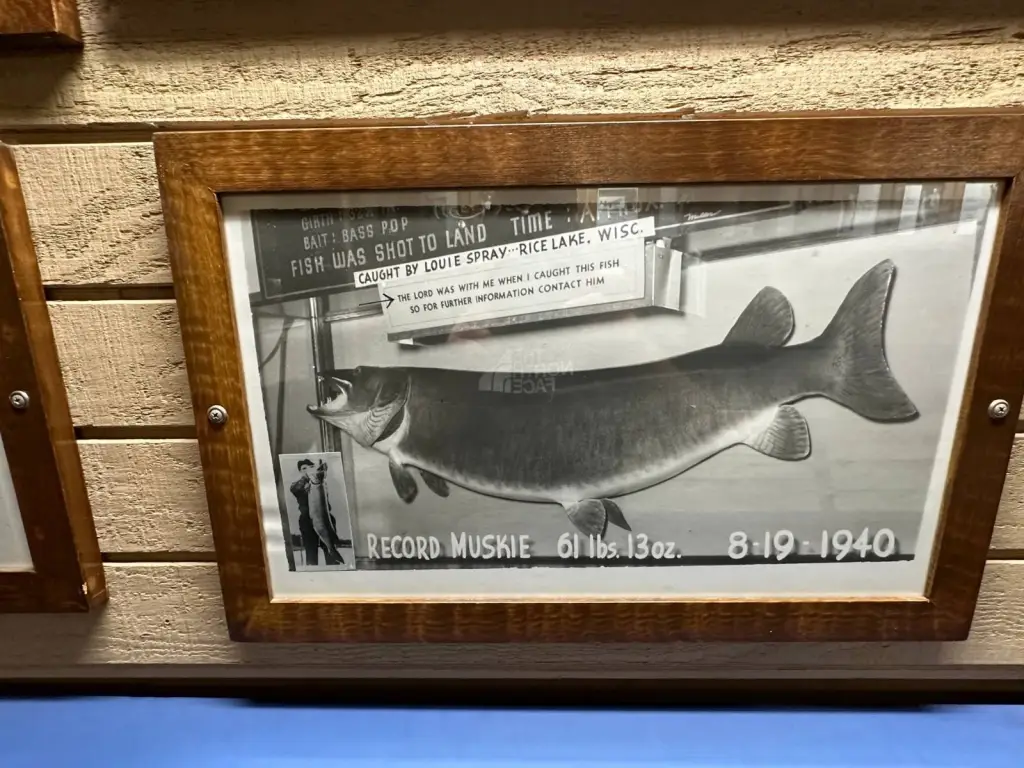 GIRTH
BAIT: BASS POP
FISH WAS SHOT TO LAND TIME:
CAUGHT BY LOUIE SPRAY---RICE LAKE, WISC.
THE LORD WAS WITH ME WHEN I CAUGHT THIS FISH
SO FOR FURTHER INFORMATION CONTACT HIM
RECORD MUSKIE 61 lbs. 13oz. 8-19-1940